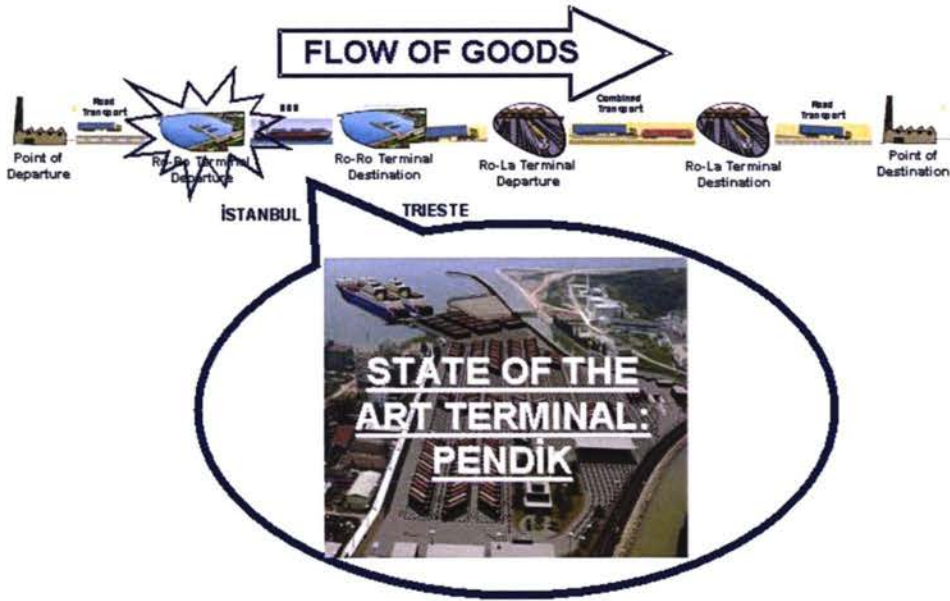 FLOW OF GOODS
Road
Transport
Combined
Transport
Road
Transport
Point of
Departure
Ro-Ro Terminal
Departure
Ro-Ro Terminal
Destination
Ro-La Terminal
Departure
Ro-La Terminal
Destination
Point of
Destination
İSTANBUL
TRIESTE
STATE OF THE
ART TERMINAL:
PENDİK